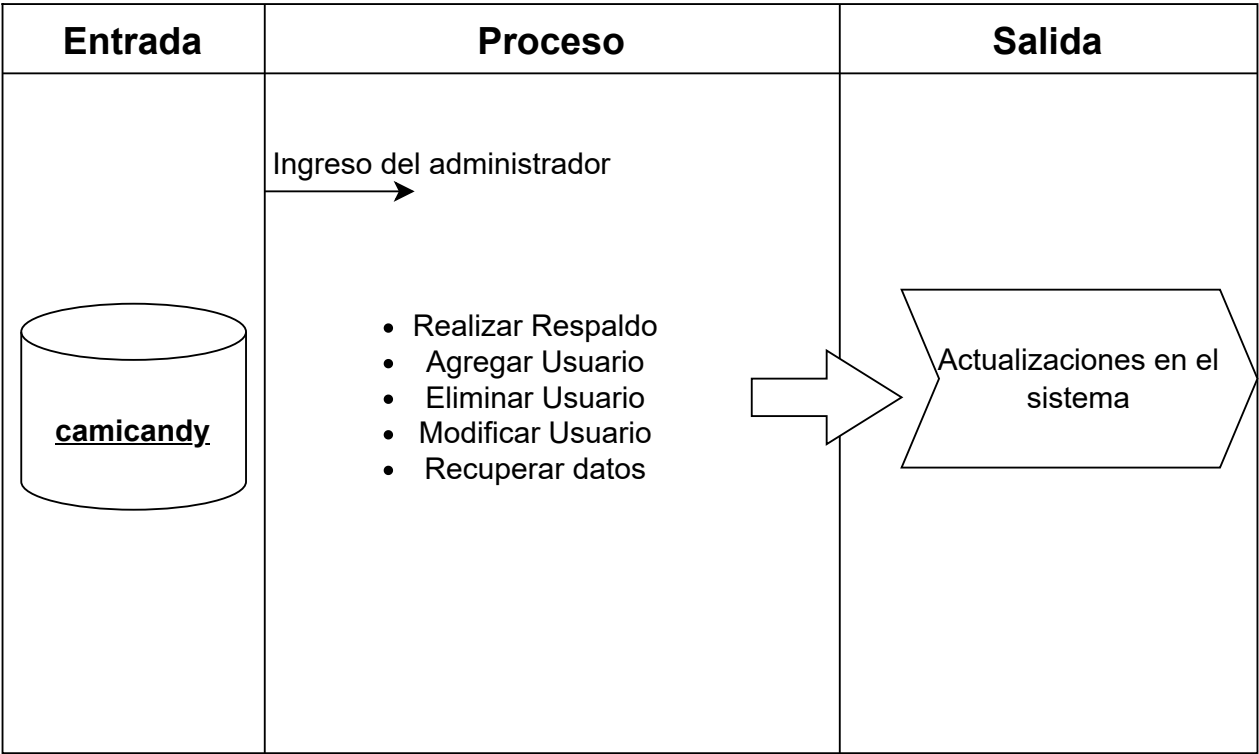 Entrada
Proceso
Salida
Ingreso del administrador
camicandy
• Realizar Respaldo
• Agregar Usuario
• Eliminar Usuario
• Modificar Usuario
• Recuperar datos
Actualizaciones en el
sistema